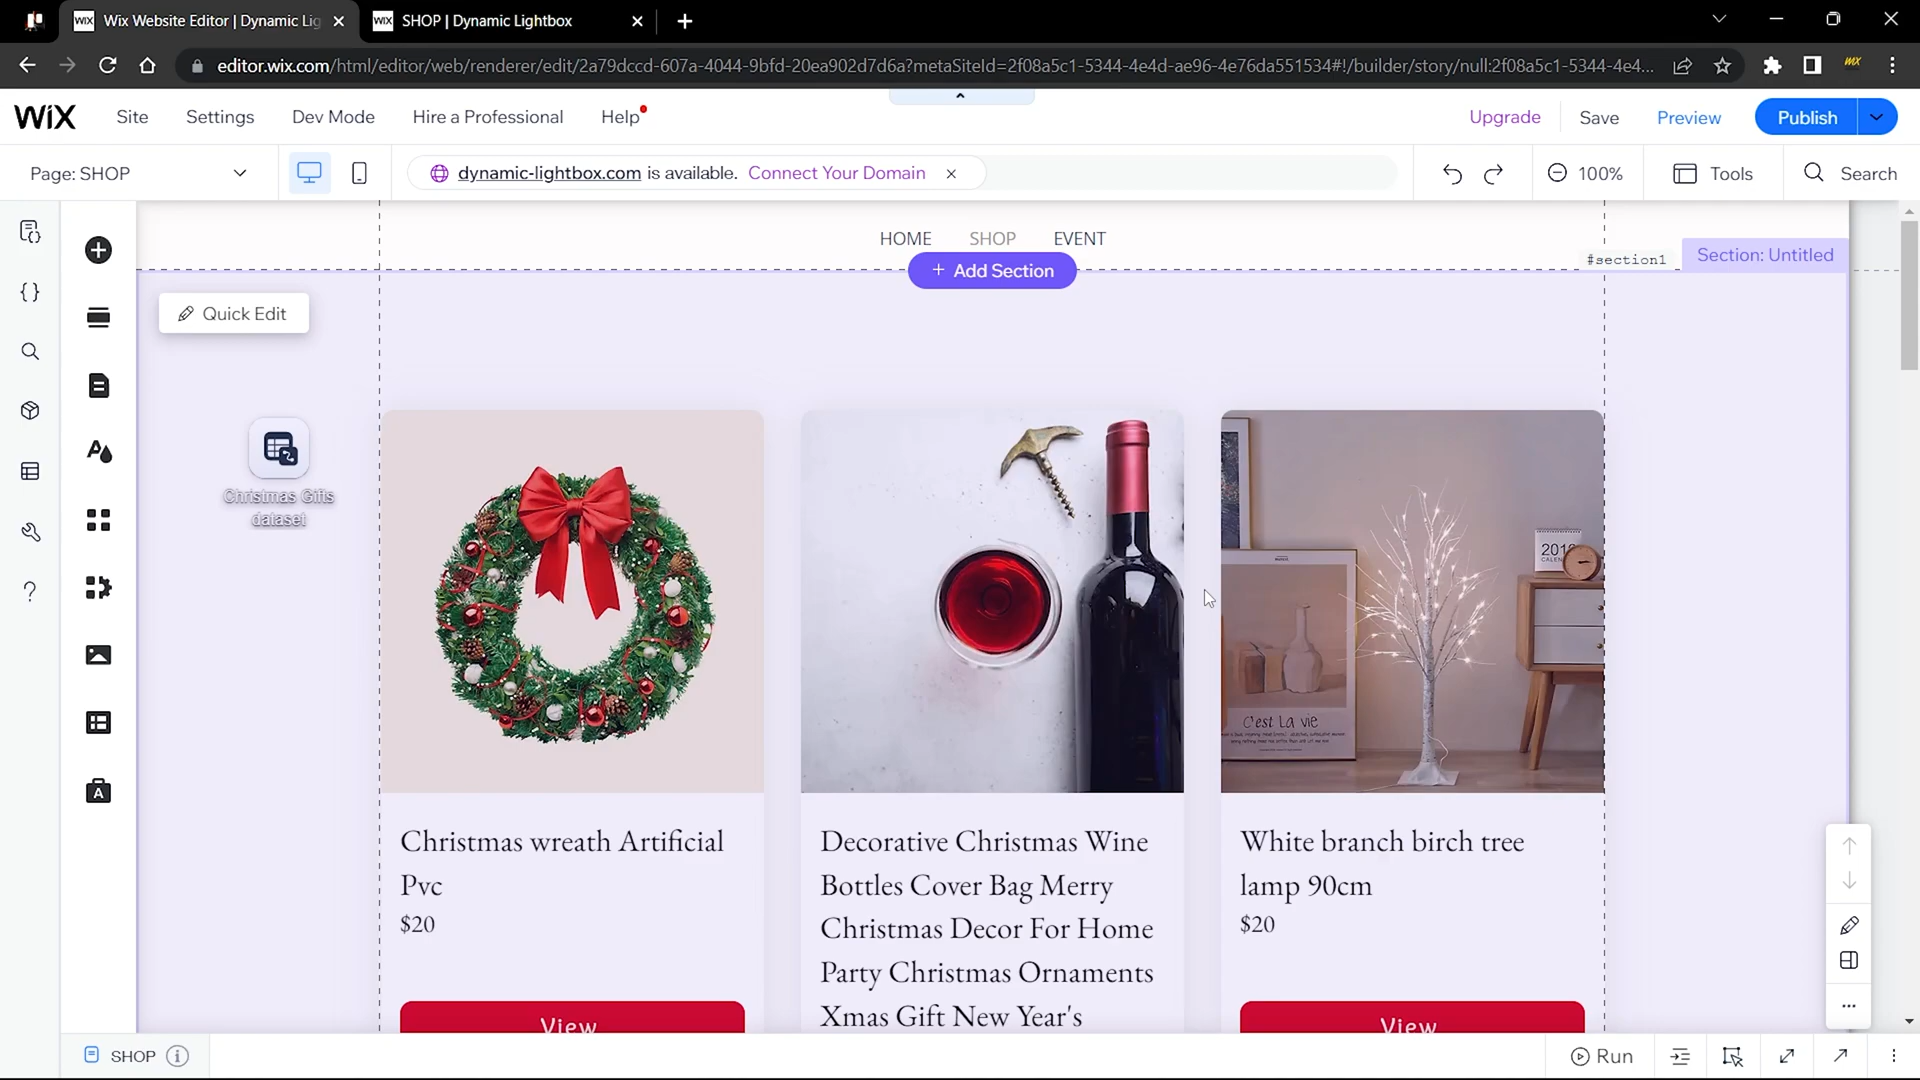 Wix Website Editor | Dynamic Lig
SHOP | Dynamic Lightbox
editor.wix.com/html/editor/web/renderer/edit/2a79dccd-607a-4044-9bfd-20ea902d7d6a?metaSiteId=2f08a5c1-5344-4e4d-ae96-4e76da551534#!/builder/story/null:2f08a5c1-5344-4e4...
WiX
Site
Settings
Dev Mode
Hire a Professional
Help
Upgrade
Save
Preview
Publish
Page: SHOP
dynamic-lightbox.com is available. Connect Your Domain
100%
Tools
Search
HOME
SHOP
EVENT
+ Add Section
#section1
Section: Untitled
Quick Edit
Christmas Gifts
dataset
C'est La vie
Christmas wreath Artificial
Pvc
$20
View
Decorative Christmas Wine
Bottles Cover Bag Merry
Christmas Decor For Home
Party Christmas Ornaments
Xmas Gift New Year's
White branch birch tree
lamp 90cm
$20
View
SHOP
Run